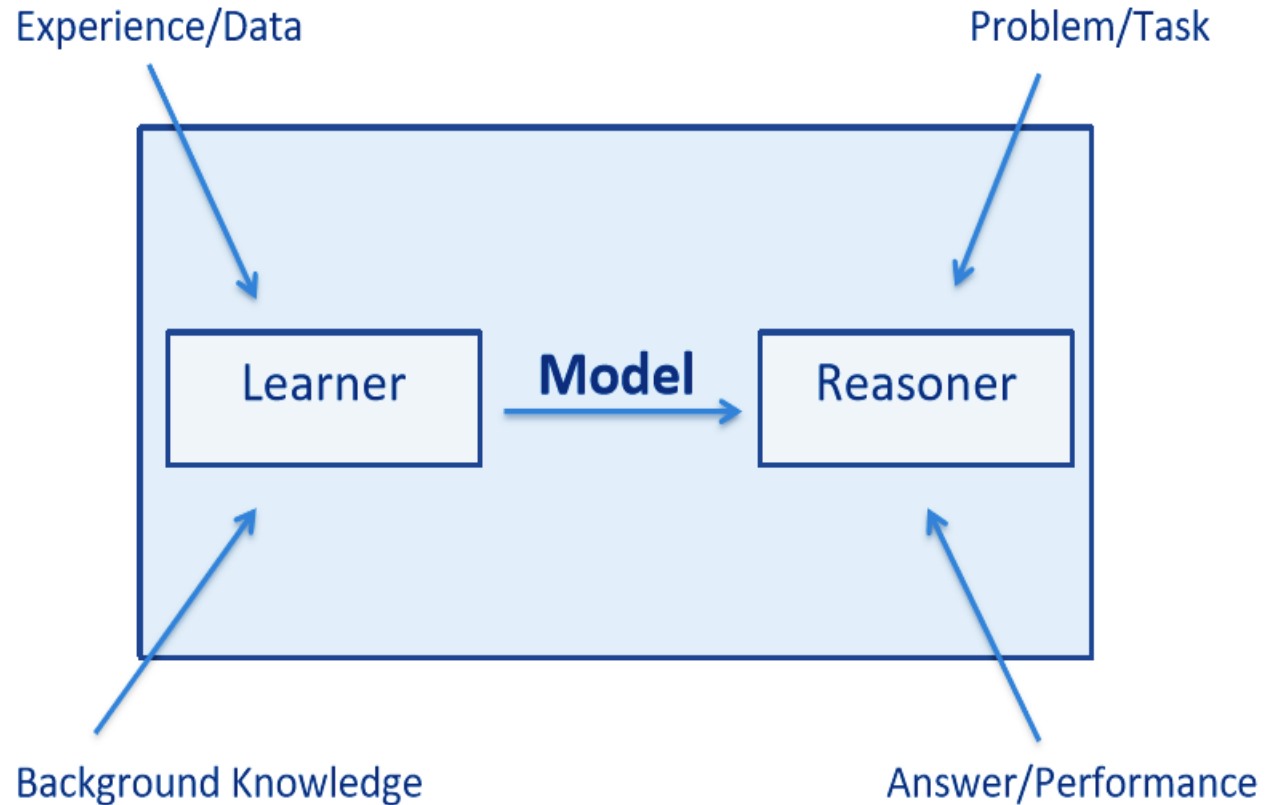 Experience/Data
Problem/Task
Learner
Model
Reasoner
Background Knowledge
Answer/Performance